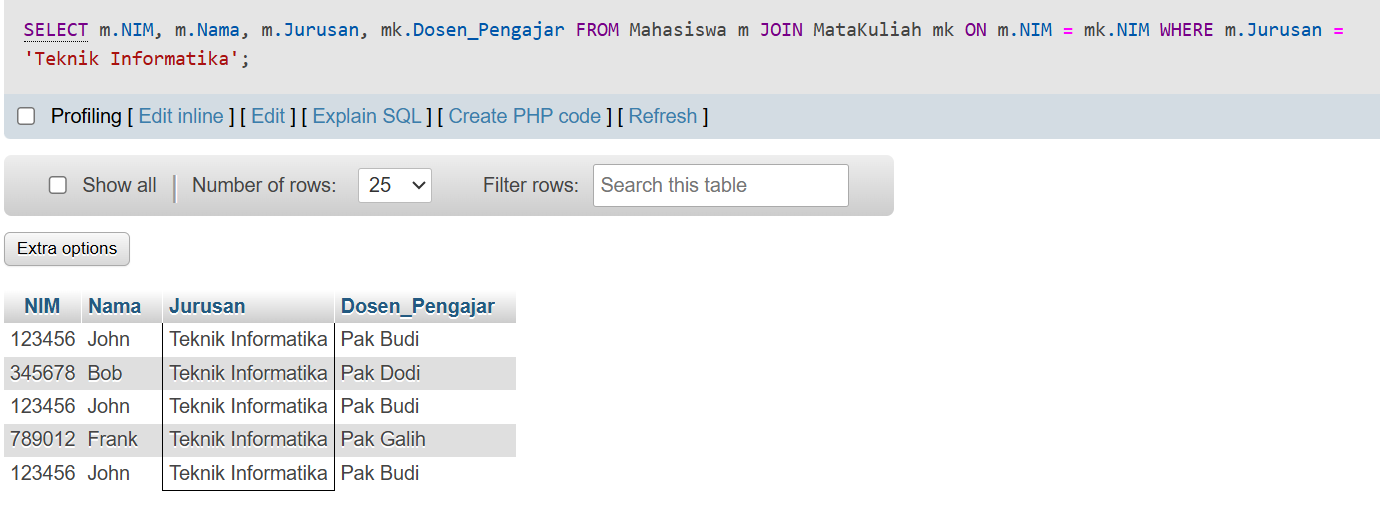 SELECT m.NIM, m.Nama, m.Jurusan, mk.Dosen_Pengajar FROM Mahasiswa m JOIN MataKuliah mk ON m.NIM = mk.NIM WHERE m.Jurusan =
'Teknik Informatika';
Profiling [ Edit inline ] [ Edit ] [ Explain SQL ] [ Create PHP code ] [ Refresh ]
Show all | Number of rows: 25 Filter rows: Search this table
Extra options
NIM Nama Jurusan Dosen_Pengajar
123456 John Teknik Informatika Pak Budi
345678 Bob Teknik Informatika Pak Dodi
123456 John Teknik Informatika Pak Budi
789012 Frank Teknik Informatika Pak Galih
123456 John Teknik Informatika Pak Budi